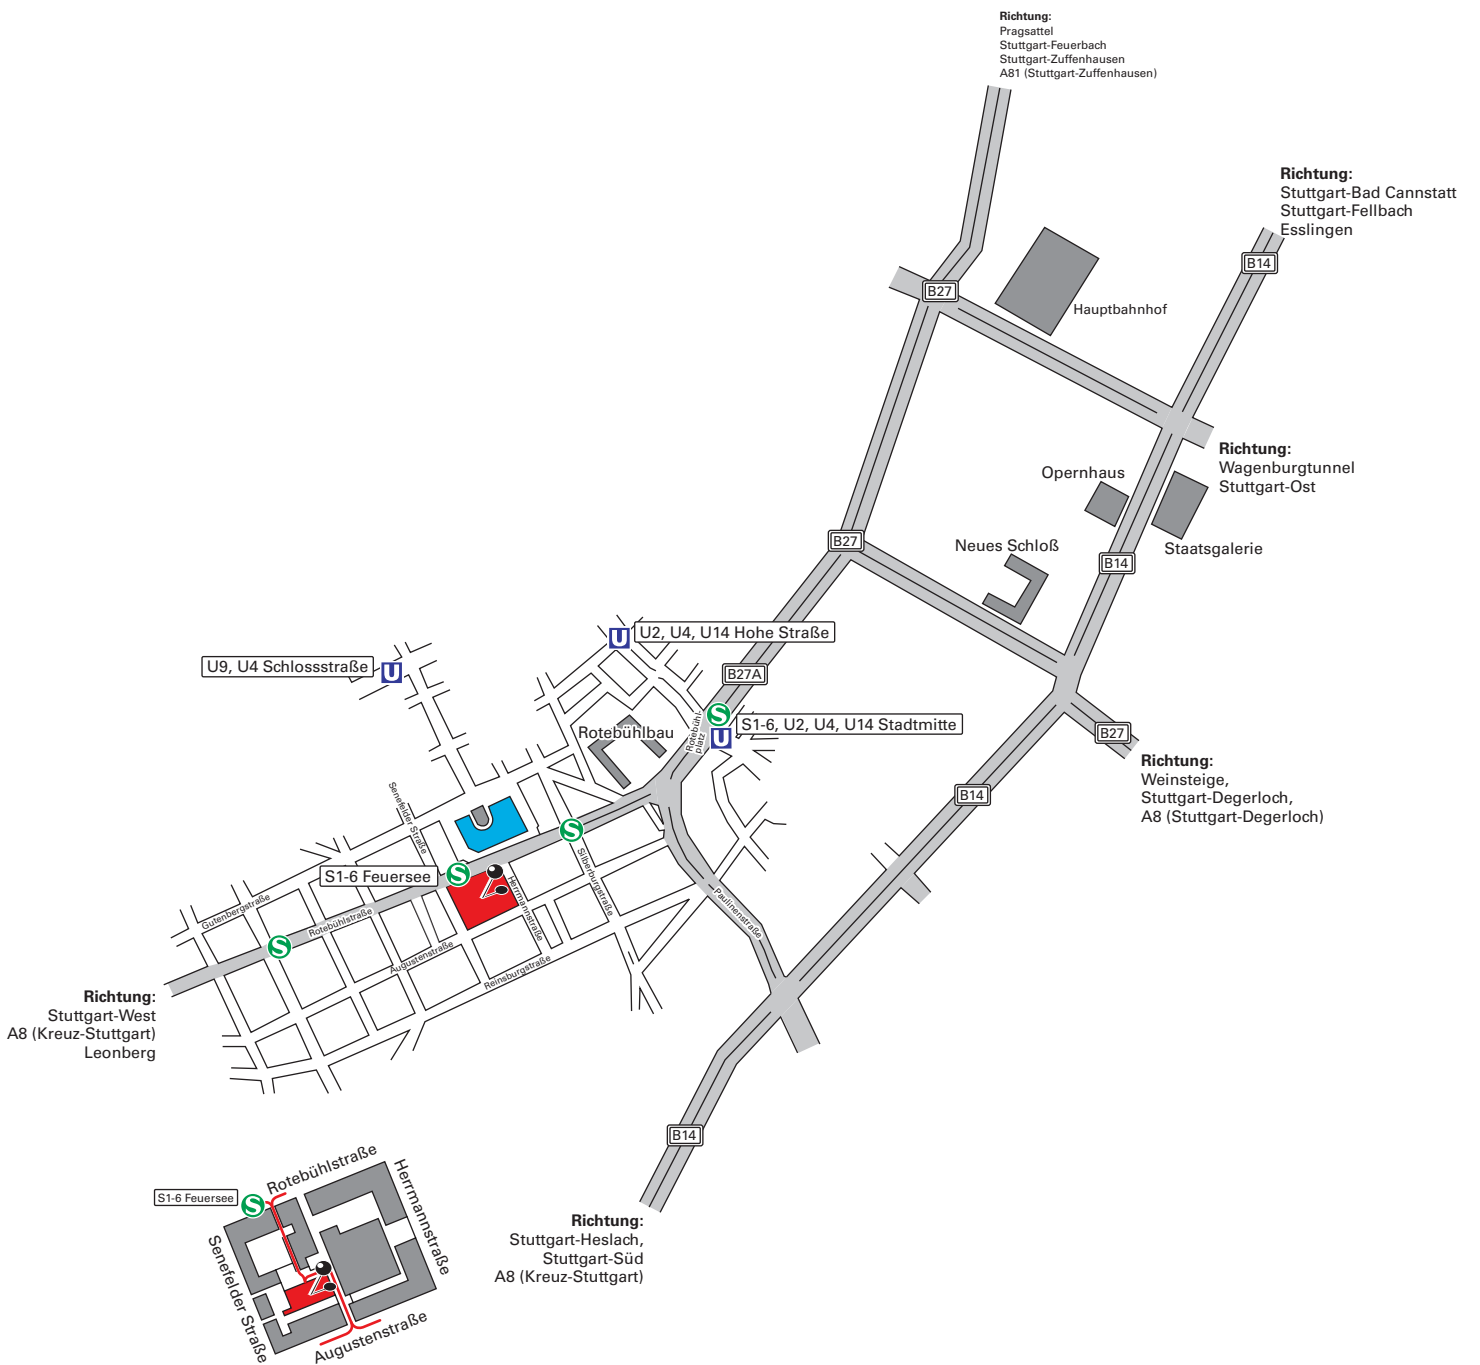 Richtung:
Pragsattel
Stuttgart-Feuerbach
Stuttgart-Zuffenhausen
A81 (Stuttgart-Zuffenhausen)
Richtung:
Stuttgart-Bad Cannstatt
Stuttgart-Fellbach
Esslingen
B14
B27
Hauptbahnhof
Richtung:
Wagenburgtunnel
Stuttgart-Ost
Opernhaus
Staatsgalerie
B27
Neues Schloß
B14
U
U2, U4, U14 Hohe Straße
U9, U4 Schlossstraße
U
B27A
S
S1-6, U2, U4, U14 Stadtmitte
U
Rotebühl-
platz
Rotebühlbau
B27
Richtung:
Weinsteige,
Stuttgart-Degerloch,
A8 (Stuttgart-Degerloch)
B14
Senefelder Straße
S
S1-6 Feuersee
S
Silberburgstraße
Herrmannstraße
Paulinenstraße
Gutenbergstraße
Rotebühlstraße
S
Augustenstraße
Reinsburgstraße
Richtung:
Stuttgart-West
A8 (Kreuz-Stuttgart)
Leonberg
B14
Richtung:
Stuttgart-Heslach,
Stuttgart-Süd
A8 (Kreuz-Stuttgart)
S1-6 Feuersee
S
Rotebühlstraße
Herrmannstraße
Senefelder Straße
Augustenstraße